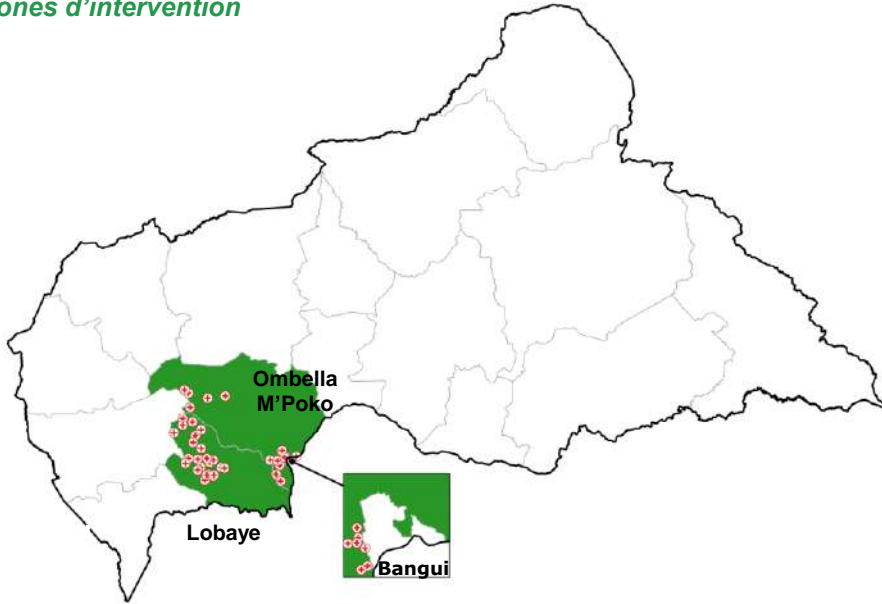 ones d’intervention
Ombella
M’Poko
Lobaye
Bangui